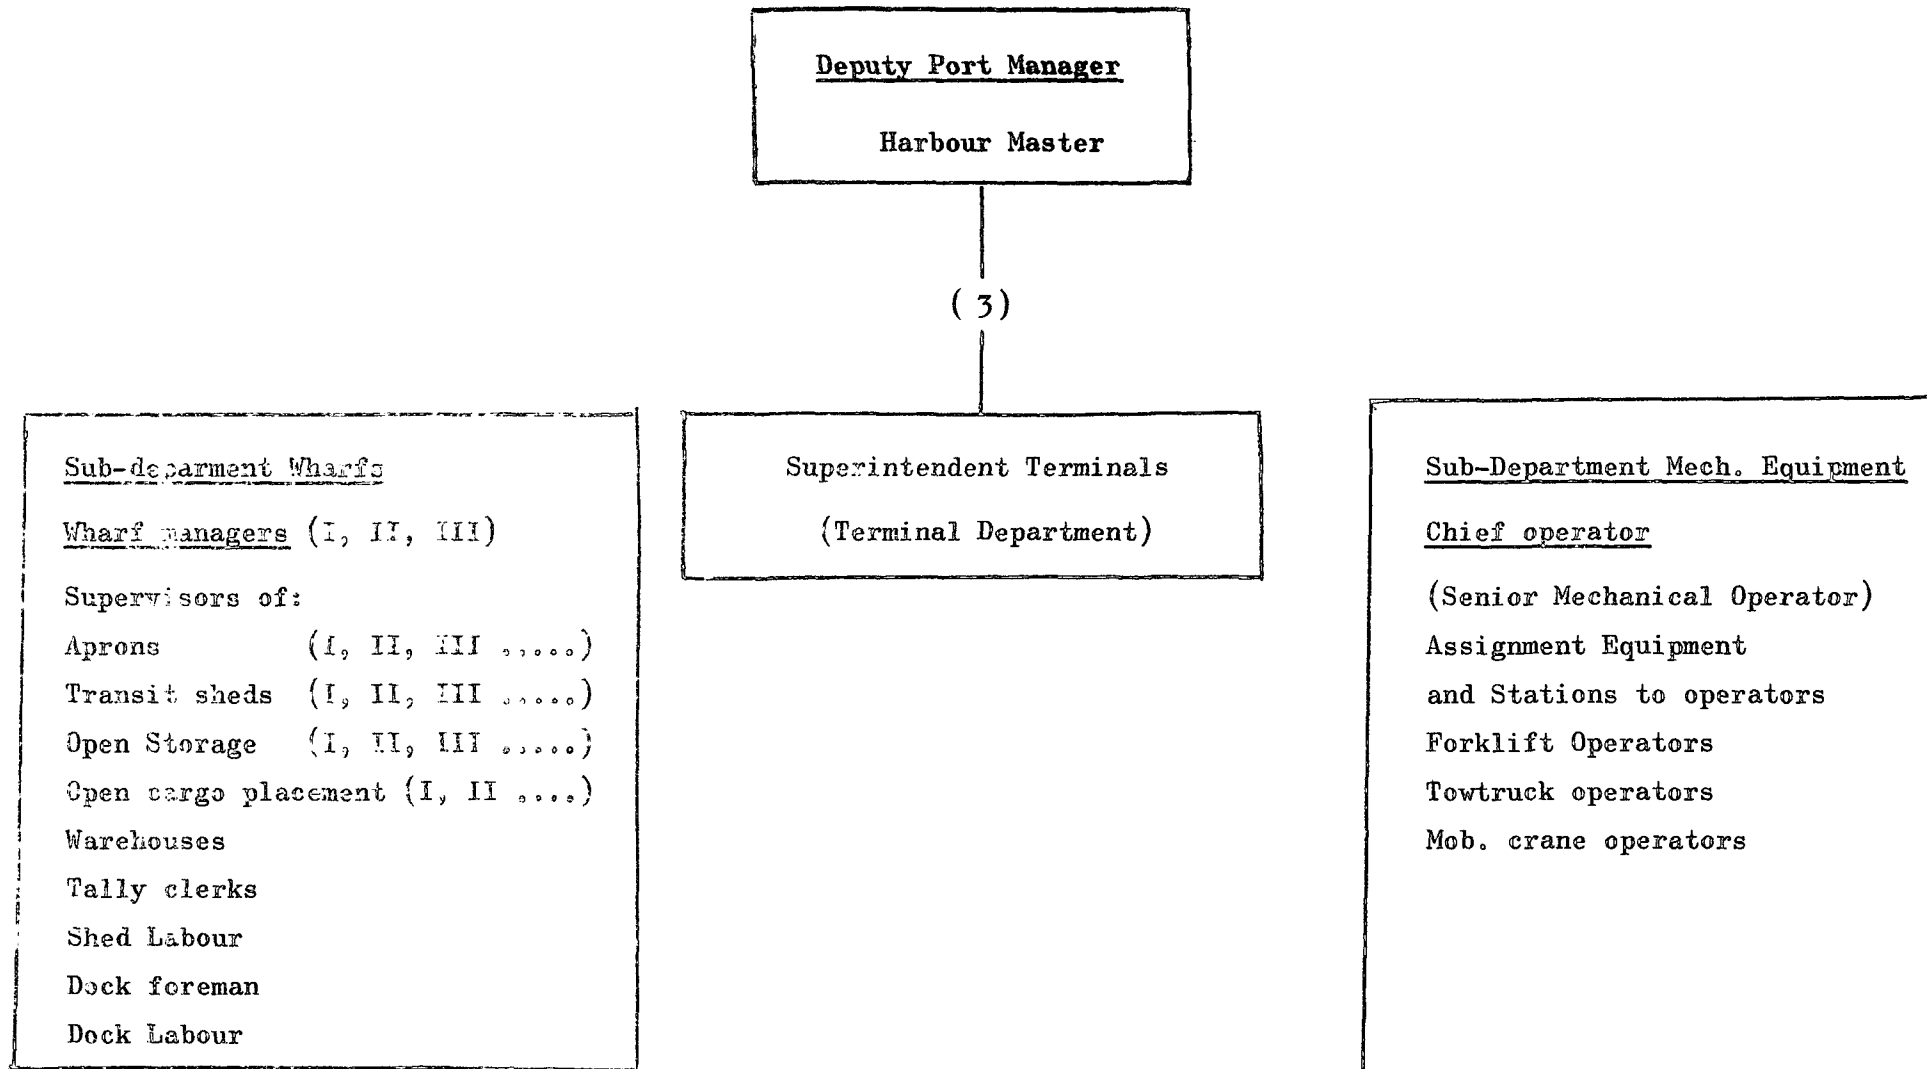 Deputy Port Manager
Harbour Master
( 3)
Sub-deparment Wharfs
Wharf managers (I, II, III)
Supervisors of:
Aprons (I, II, III .....)
Transit sheds (I, II, III .....)
Open Storage (I, II, III .....)
Open cargo placement (I, II ....)
Warehouses
Tally clerks
Shed Labour
Dock foreman
Dock Labour
Superintendent Terminals
(Terminal Department)
Sub-Department Mech. Equipment
Chief operator
(Senior Mechanical Operator)
Assignment Equipment
and Stations to operators
Forklift Operators
Towtruck operators
Mob. crane operators